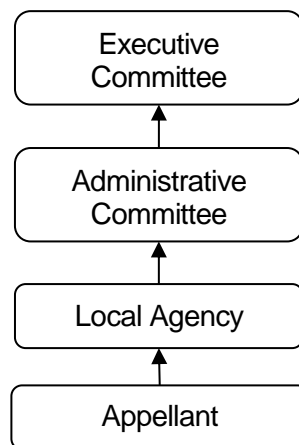 Executive
Committee
Administrative
Committee
Local Agency
Appellant